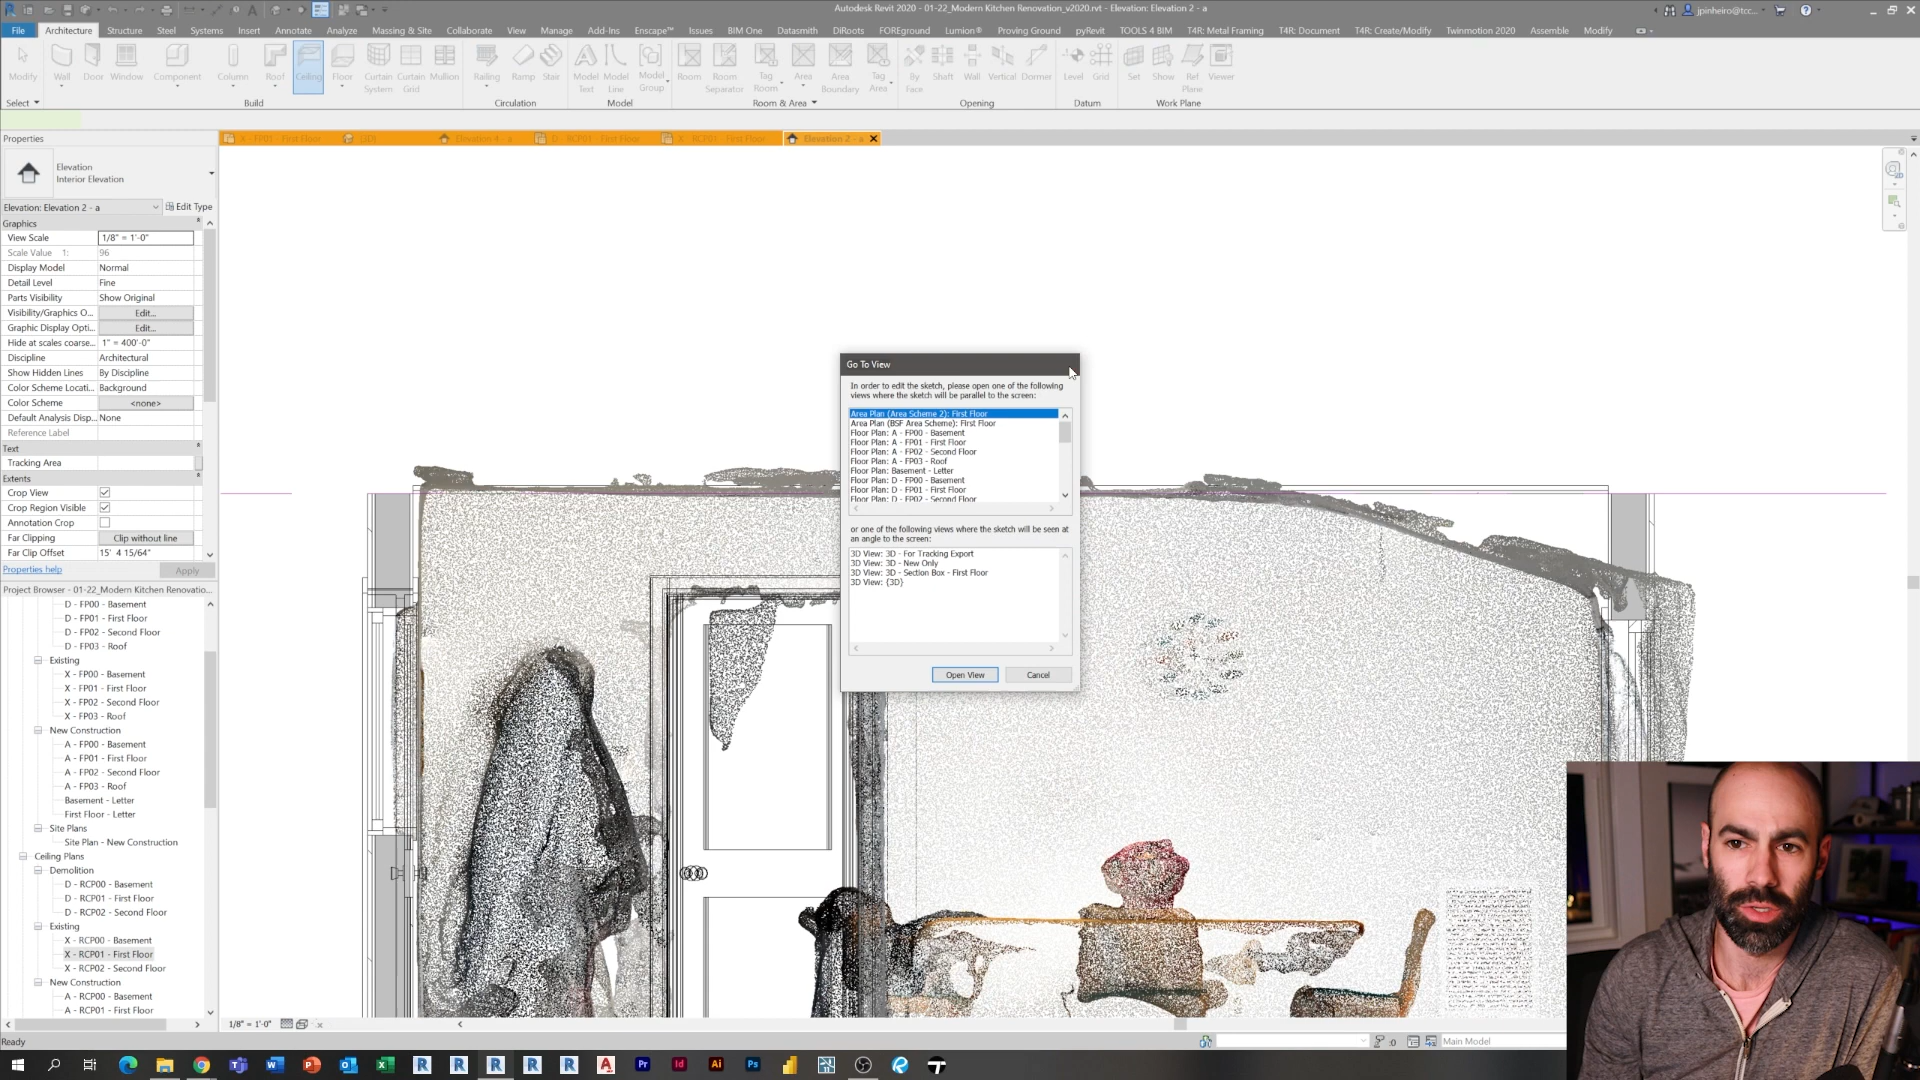 Autodesk Revit 2020 - 01-22_Modern Kitchen Renovation_v2020.rvt - Elevation: Elevation 2 - a
jpinheiro@tcc...
File Architecture Structure Steel Systems Insert Annotate Analyze Massing & Site Collaborate View Manage Add-Ins Enscape™ Issues BIM One Datasmith DiRoots FOREground Lumion® Proving Ground pyRevit TOOLS 4 BIM T4R: Metal Framing T4R: Document T4R: Create/Modify Twinmotion 2020 Assemble Modify
Modify Wall Door Window Component Column Roof Ceiling Floor Curtain System Curtain Grid Mullion Railing Ramp Stair Model Text Model Line Model Group Room Room Separator Tag Room Area Area Boundary Tag Area By Face Shaft Wall Vertical Dormer Level Grid Set Show Ref Plane Viewer
Select Build Circulation Model Room & Area Opening Datum Work Plane
Properties
X - FP01 - First Floor {3D} Elevation 4 - a D - RCP01 - First Floor X - RCP01 - First Floor Elevation 2 - a
Elevation
Interior Elevation
Elevation: Elevation 2 - a Edit Type
Graphics
View Scale 1/8" = 1'-0"
Scale Value 1: 96
Display Model Normal
Detail Level Fine
Parts Visibility Show Original
Visibility/Graphics O... Edit...
Graphic Display Opti... Edit...
Hide at scales coarse... 1" = 400'-0"
Discipline Architectural
Show Hidden Lines By Discipline
Color Scheme Locati... Background
Color Scheme <none>
Default Analysis Disp... None
Reference Label
Text
Tracking Area
Extents
Crop View
Crop Region Visible
Annotation Crop
Far Clipping Clip without line
Far Clip Offset 15' 4 15/64"
Properties help Apply
Project Browser - 01-22_Modern Kitchen Renovatio...
D - FP00 - Basement
D - FP01 - First Floor
D - FP02 - Second Floor
D - FP03 - Roof
Existing
X - FP00 - Basement
X - FP01 - First Floor
X - FP02 - Second Floor
X - FP03 - Roof
New Construction
A - FP00 - Basement
A - FP01 - First Floor
A - FP02 - Second Floor
A - FP03 - Roof
Basement - Letter
First Floor - Letter
Site Plans
Site Plan - New Construction
Ceiling Plans
Demolition
D - RCP00 - Basement
D - RCP01 - First Floor
D - RCP02 - Second Floor
Existing
X - RCP00 - Basement
X - RCP01 - First Floor
X - RCP02 - Second Floor
New Construction
A - RCP00 - Basement
A - RCP01 - First Floor
Go To View
In order to edit the sketch, please open one of the following
views where the sketch will be parallel to the screen:
Area Plan (Area Scheme 2): First Floor
Area Plan (BSF Area Scheme): First Floor
Floor Plan: A - FP00 - Basement
Floor Plan: A - FP01 - First Floor
Floor Plan: A - FP02 - Second Floor
Floor Plan: A - FP03 - Roof
Floor Plan: Basement - Letter
Floor Plan: D - FP00 - Basement
Floor Plan: D - FP01 - First Floor
Floor Plan: D - FP02 - Second Floor
or one of the following views where the sketch will be seen at
an angle to the screen:
3D View: 3D - For Tracking Export
3D View: 3D - New Only
3D View: 3D - Section Box - First Floor
3D View: {3D}
Open View Cancel
1/8" = 1'-0"
Ready :0 Main Model